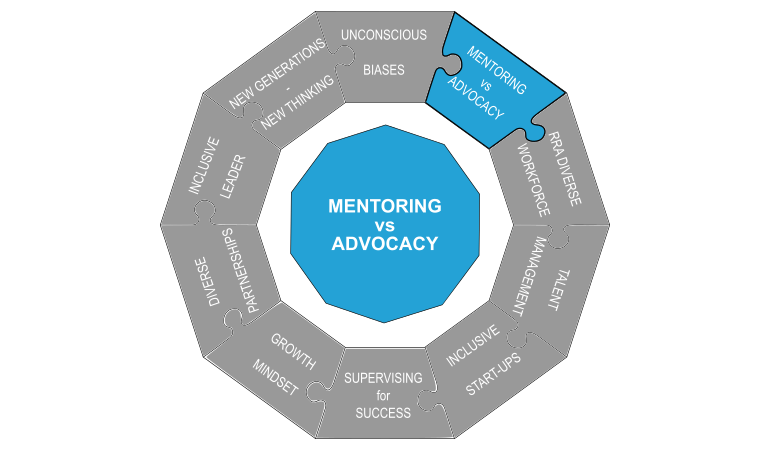 UNCONSCIOUS
BIASES
MENTORING
vs
ADVOCACY
RRA DIVERSE
WORKFORCE
TALENT
MANAGEMENT
INCLUSIVE
START-UPS
SUPERVISING
for
SUCCESS
GROWTH
MINDSET
DIVERSE
PARTNERSHIPS
INCLUSIVE
LEADER
NEW GENERATIONS
-
NEW THINKING
MENTORING
vs
ADVOCACY